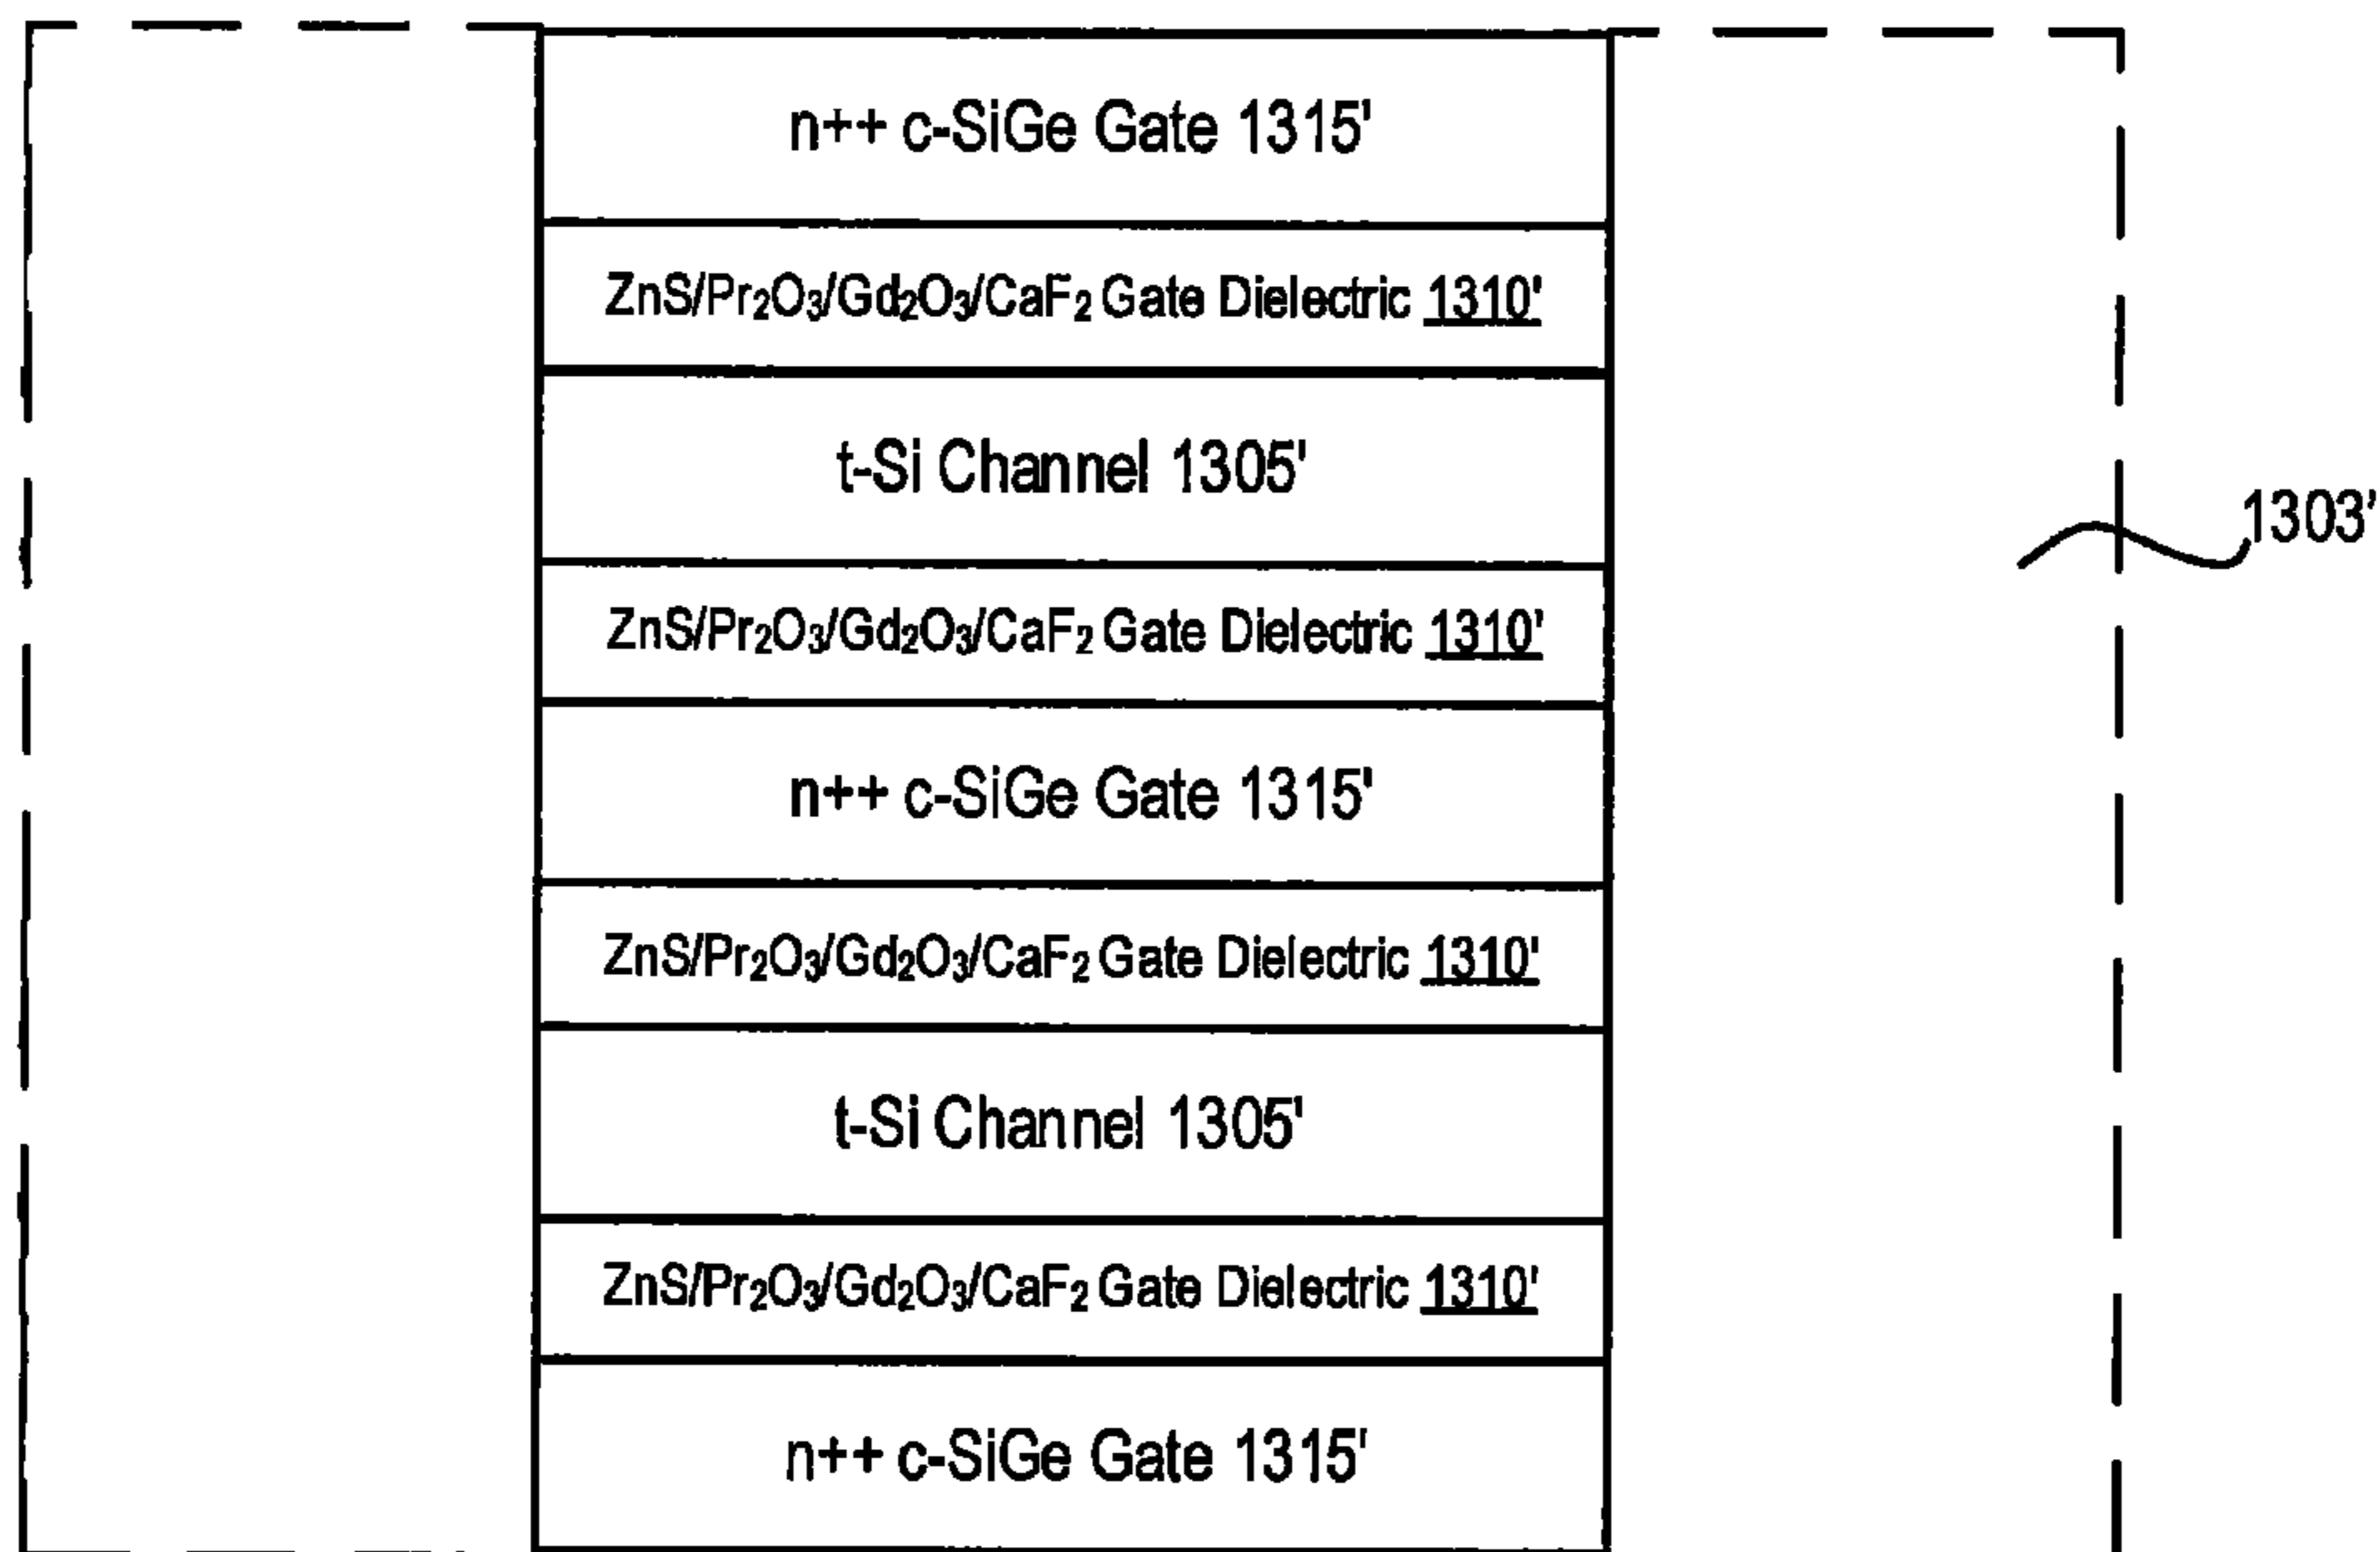 n++ c-SiGe Gate 1315'
ZnS/Pr₂O₃/Gd₂O₃/CaF₂ Gate Dielectric 1310'
t-Si Channel 1305'
1303'
ZnS/Pr₂O₃/Gd₂O₃/CaF₂ Gate Dielectric 1310'
n++ c-SiGe Gate 1315'
ZnS/Pr₂O₃/Gd₂O₃/CaF₂ Gate Dielectric 1310'
t-Si Channel 1305'
ZnS/Pr₂O₃/Gd₂O₃/CaF₂ Gate Dielectric 1310'
n++ c-SiGe Gate 1315'